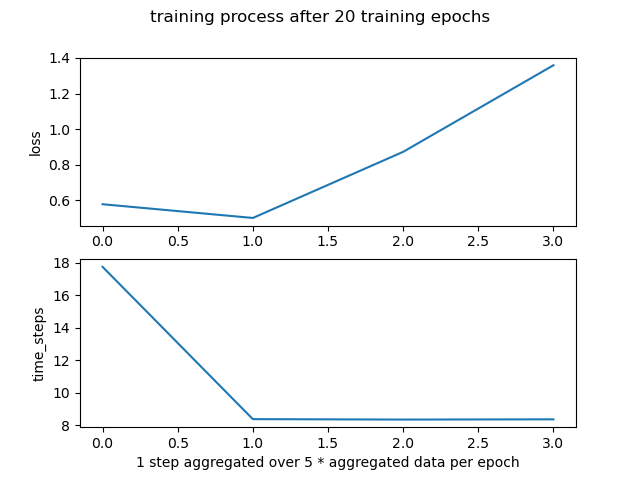 training process after 20 training epochs
1.4
1.2
1.0
0.8
0.6
loss
0.0 0.5 1.0 1.5 2.0 2.5 3.0
18
16
14
12
10
8
time_steps
0.0 0.5 1.0 1.5 2.0 2.5 3.0
1 step aggregated over 5 * aggregated data per epoch